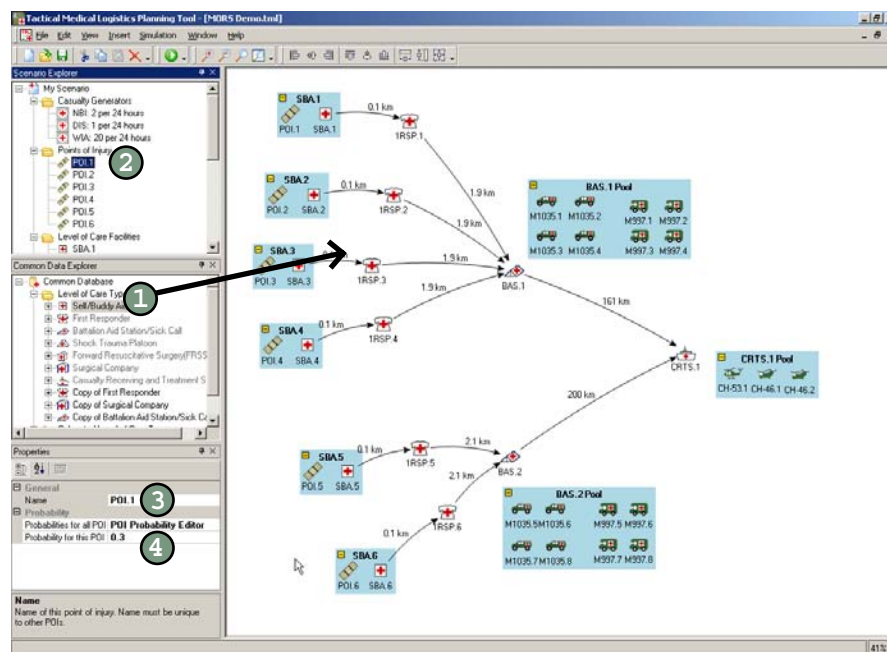 Tactical Medical Logistics Planning Tool - [MORS Demo.tml]
File Edit View Insert Simulation Window Help
Scenario Explorer
My Scenario
Casualty Generators
NBI: 2 per 24 hours
DIS: 1 per 24 hours
WIA: 20 per 24 hours
Points of Injury
POI.1
2
POI.2
POI.3
POI.4
POI.5
POI.6
Level of Care Facilities
SBA.1
Common Data Explorer
Common Database
Level of Care Typ
1
Self/Buddy Ai
First Responder
Battalion Aid Station/Sick Call
Shock Trauma Platoon
Forward Resuscitative Surgery(FRSS
Surgical Company
Casualty Receiving and Treatment S
Copy of First Responder
Copy of Surgical Company
Copy of Battalion Aid Station/Sick Ca
Properties
General
Name POI.1
3
Probability
Probabilities for all POI POI Probability Editor
Probability for this POI 0.3
4
Name
Name of this point of injury. Name must be unique
to other POIs.
SBA.1
POI.1 SBA.1
0.1 km
1RSP.1
1.9 km
SBA.2
POI.2 SBA.2
0.1 km
1RSP.2
1.9 km
SBA.3
POI.3 SBA.3
1RSP.3
1.9 km
SBA.4
POI.4 SBA.4
0.1 km
1RSP.4
1.9 km
BAS.1
BAS.1 Pool
M1035.1 M1035.2 M997.1 M997.2
M1035.3 M1035.4 M997.3 M997.4
161 km
CRTS.1
CRTS.1 Pool
CH-53.1 CH-46.1 CH-46.2
200 km
SBA.5
POI.5 SBA.5
0.1 km
1RSP.5
2.1 km
BAS.2
2.1 km
1RSP.6
0.1 km
SBA.6
POI.6 SBA.6
BAS.2 Pool
M1035.5 M1035.6 M997.5 M997.6
M1035.7 M1035.8 M997.7 M997.8
41%